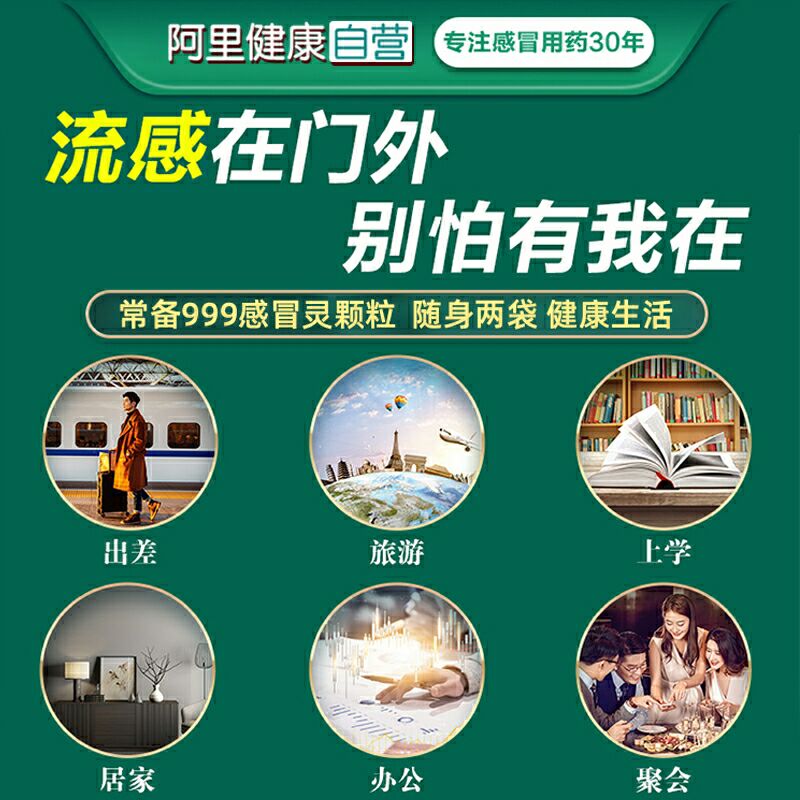 阿里健康自营 专注感冒用药30年
流感在门外
别怕有我在
常备999感冒灵颗粒 随身两袋 健康生活
出差 旅游 上学
居家 办公 聚会